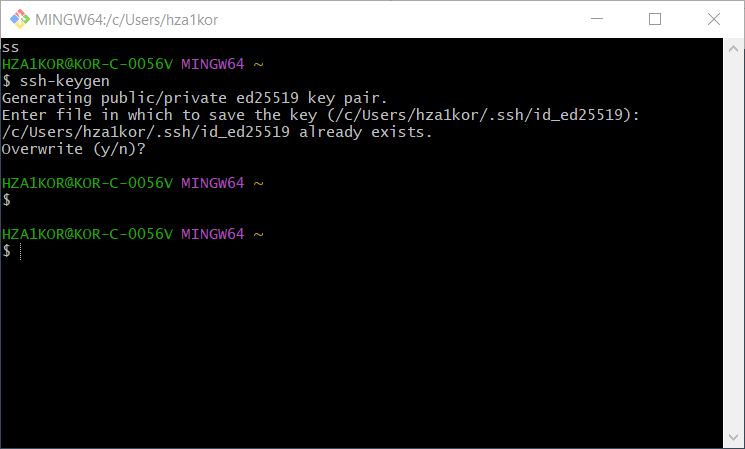 MINGW64:/c/Users/hza1kor
ss
HZA1KOR@KOR-C-0056V MINGW64 ~
$ ssh-keygen
Generating public/private ed25519 key pair.
Enter file in which to save the key (/c/Users/hza1kor/.ssh/id_ed25519):
/c/Users/hza1kor/.ssh/id_ed25519 already exists.
Overwrite (y/n)?
HZA1KOR@KOR-C-0056V MINGW64 ~
$
HZA1KOR@KOR-C-0056V MINGW64 ~
$